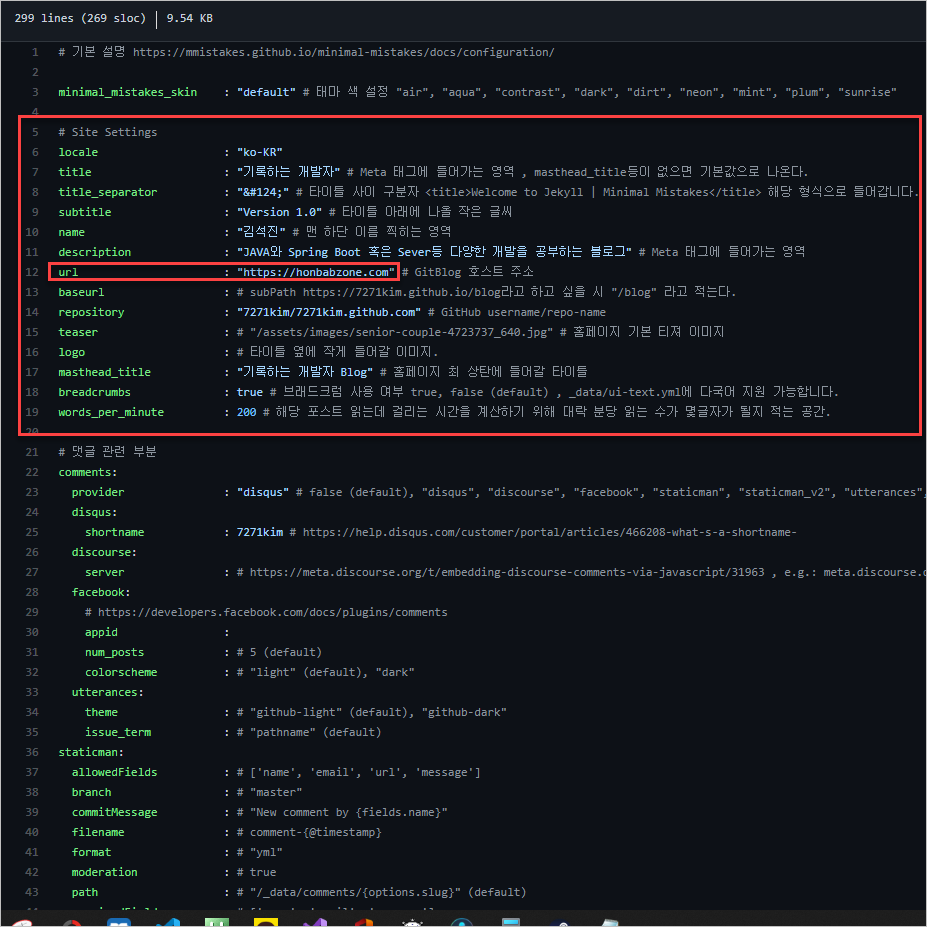 299 lines (269 sloc) | 9.54 KB
1 # 기본 설명 https://mmistakes.github.io/minimal-mistakes/docs/configuration/
2
3 minimal_mistakes_skin : "default" # 태마 색 설정 "air", "aqua", "contrast", "dark", "dirt", "neon", "mint", "plum", "sunrise"
4
5 # Site Settings
6 locale : "ko-KR"
7 title : "기록하는 개발자" # Meta 태그에 들어가는 영역 , masthead_title등이 없으면 기본값으로 나온다.
8 title_separator : "&#124;" # 타이틀 사이 구분자 <title>Welcome to Jekyll | Minimal Mistakes</title> 해당 형식으로 들어갑니다.
9 subtitle : "Version 1.0" # 타이틀 아래에 나올 작은 글씨
10 name : "김석진" # 맨 하단 이름 찍히는 영역
11 description : "JAVA와 Spring Boot 혹은 Sever등 다양한 개발을 공부하는 블로그" # Meta 태그에 들어가는 영역
12 url : "https://honbabzone.com" # GitBlog 호스트 주소
13 baseurl : # subPath https://7271kim.github.io/blog라고 하고 싶을 시 "/blog" 라고 적는다.
14 repository : "7271kim/7271kim.github.com" # GitHub username/repo-name
15 teaser : # "/assets/images/senior-couple-4723737_640.jpg" # 홈페이지 기본 티져 이미지
16 logo : # 타이틀 옆에 작게 들어갈 이미지.
17 masthead_title : "기록하는 개발자 Blog" # 홈페이지 최 상탄에 들어갈 타이틀
18 breadcrumbs : true # 브래드크럼 사용 여부 true, false (default) , _data/ui-text.yml에 다국어 지원 가능합니다.
19 words_per_minute : 200 # 해당 포스트 읽는데 걸리는 시간을 계산하기 위해 대략 분당 읽는 수가 몇글자가 될지 적는 공간.
20
21 # 댓글 관련 부분
22 comments:
23 provider : "disqus" # false (default), "disqus", "discourse", "facebook", "staticman", "staticman_v2", "utterances",
24 disqus:
25 shortname : 7271kim # https://help.disqus.com/customer/portal/articles/466208-what-s-a-shortname-
26 discourse:
27 server : # https://meta.discourse.org/t/embedding-discourse-comments-via-javascript/31963 , e.g.: meta.discourse.
28 facebook:
29 # https://developers.facebook.com/docs/plugins/comments
30 appid :
31 num_posts : # 5 (default)
32 colorscheme : # "light" (default), "dark"
33 utterances:
34 theme : # "github-light" (default), "github-dark"
35 issue_term : # "pathname" (default)
36 staticman:
37 allowedFields : # ['name', 'email', 'url', 'message']
38 branch : # "master"
39 commitMessage : # "New comment by {fields.name}"
40 filename : # comment-{@timestamp}
41 format : # "yml"
42 moderation : # true
43 path : # "/_data/comments/{options.slug}" (default)